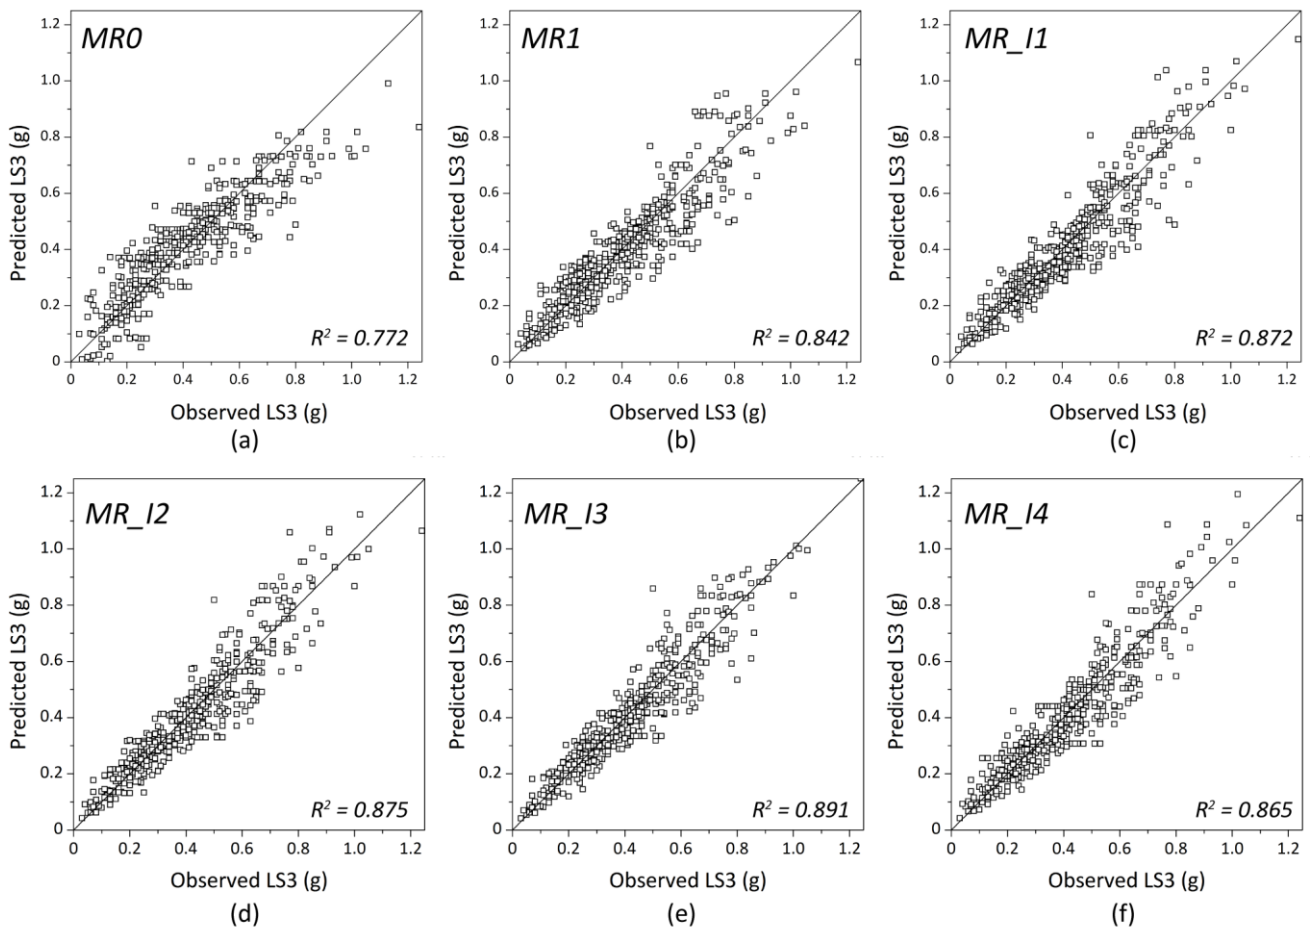 MR0
1.2
1.0
0.8
0.6
0.4
0.2
0
Predicted LS3 (g)
R² = 0.772
0 0.2 0.4 0.6 0.8 1.0 1.2
Observed LS3 (g)
(a)
MR1
1.2
1.0
0.8
0.6
0.4
0.2
0
Predicted LS3 (g)
R² = 0.842
0 0.2 0.4 0.6 0.8 1.0 1.2
Observed LS3 (g)
(b)
MR_I1
1.2
1.0
0.8
0.6
0.4
0.2
0
Predicted LS3 (g)
R² = 0.872
0 0.2 0.4 0.6 0.8 1.0 1.2
Observed LS3 (g)
(c)
MR_I2
1.2
1.0
0.8
0.6
0.4
0.2
0
Predicted LS3 (g)
R² = 0.875
0 0.2 0.4 0.6 0.8 1.0 1.2
Observed LS3 (g)
(d)
MR_I3
1.2
1.0
0.8
0.6
0.4
0.2
0
Predicted LS3 (g)
R² = 0.891
0 0.2 0.4 0.6 0.8 1.0 1.2
Observed LS3 (g)
(e)
MR_I4
1.2
1.0
0.8
0.6
0.4
0.2
0
Predicted LS3 (g)
R² = 0.865
0 0.2 0.4 0.6 0.8 1.0 1.2
Observed LS3 (g)
(f)